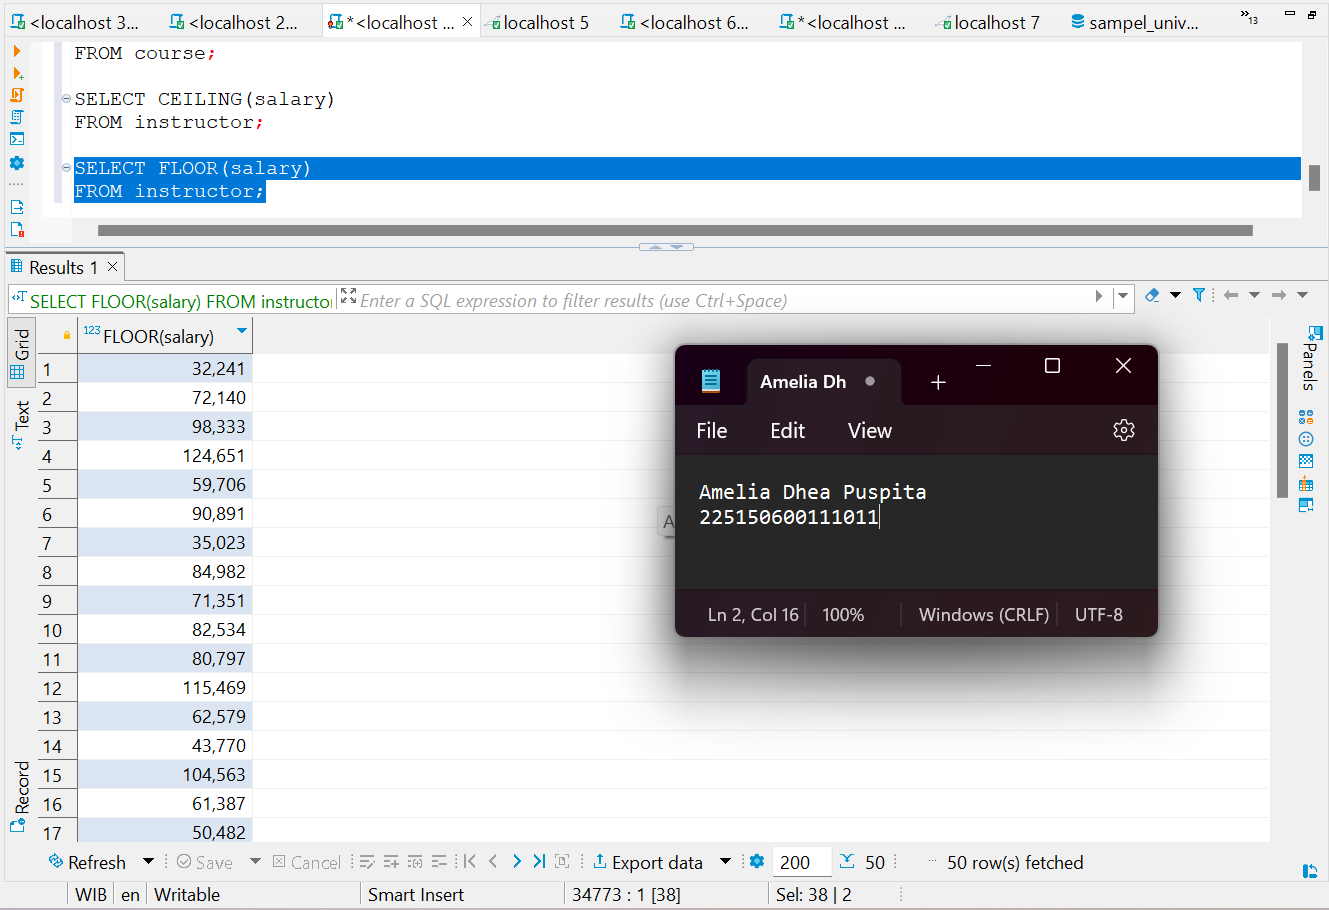 <localhost 3...
<localhost 2...
*<localhost ...
localhost 5
<localhost 6...
*<localhost ...
localhost 7
sampel_univ...
»13
FROM course;
SELECT CEILING(salary)
FROM instructor;
SELECT FLOOR(salary)
FROM instructor;
Results 1
SELECT FLOOR(salary) FROM instructor
Enter a SQL expression to filter results (use Ctrl+Space)
Grid
Text
Record
Panels
123 FLOOR(salary)
1 32,241
2 72,140
3 98,333
4 124,651
5 59,706
6 90,891
7 35,023
8 84,982
9 71,351
10 82,534
11 80,797
12 115,469
13 62,579
14 43,770
15 104,563
16 61,387
17 50,482
A
Amelia Dh
File Edit View
Amelia Dhea Puspita
225150600111011
Ln 2, Col 16 100% Windows (CRLF) UTF-8
Refresh Save Cancel Export data 200 50 ... 50 row(s) fetched
WIB en Writable Smart Insert 34773 : 1 [38] Sel: 38 | 2